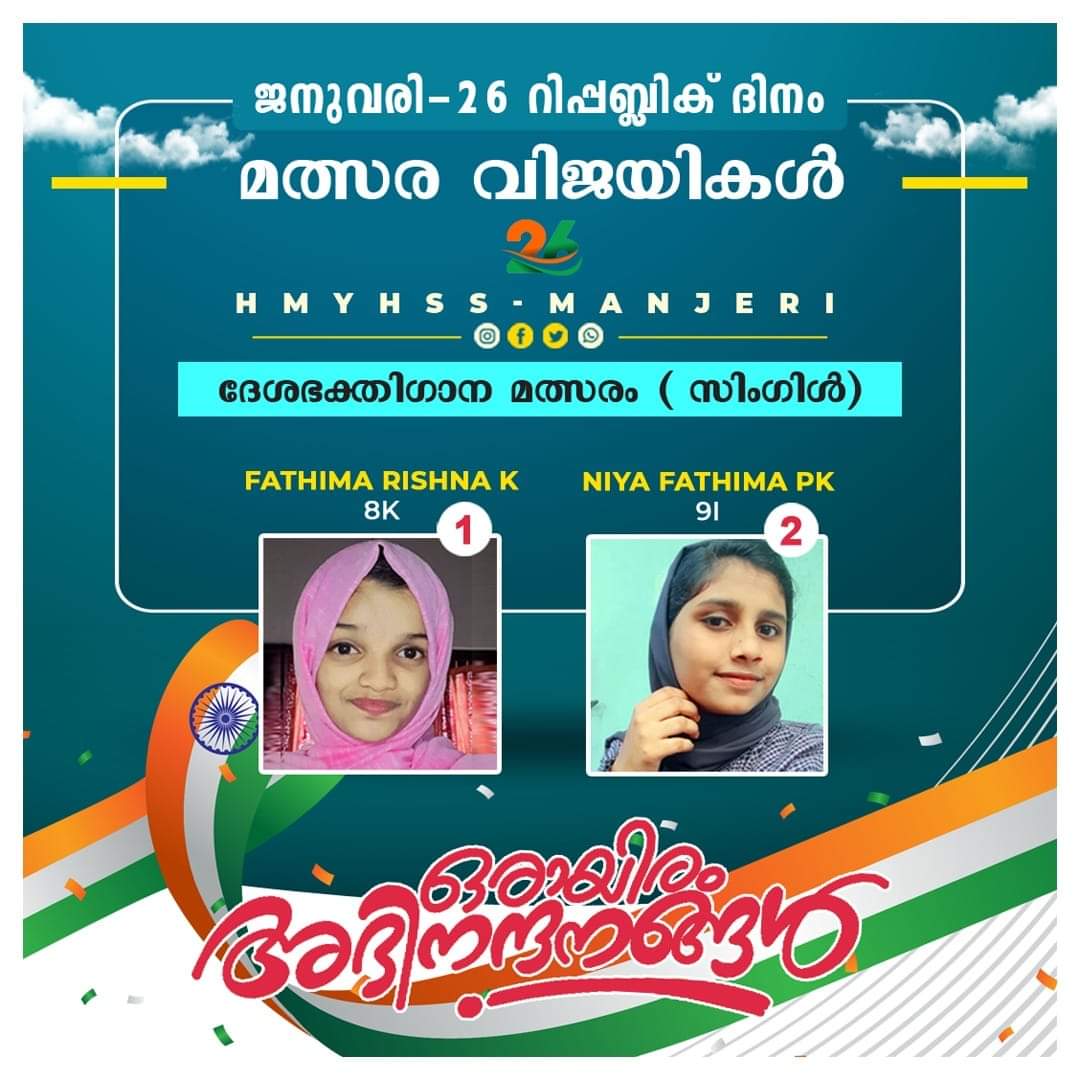 ജനുവരി-26 റിപ്പബ്ലിക് ദിനം
മത്സര വിജയികൾ
26
HMYHSS-MANJERI
ദേശഭക്തിഗാന മത്സരം ( സിംഗിൾ)
FATHIMA RISHNA K
8K
1
NIYA FATHIMA PK
9I
2
ഒരായിരം
അഭിനന്ദനങ്ങൾ